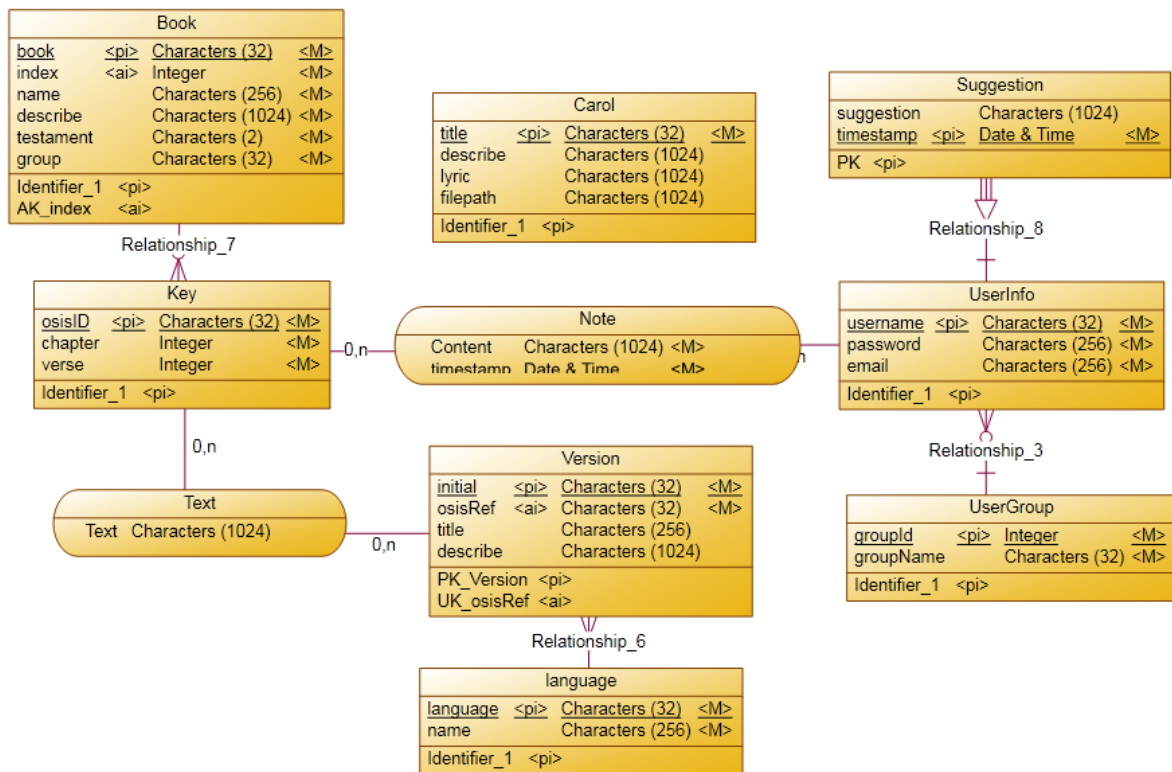 Book
book <pi> Characters (32) <M>
index <ai> Integer <M>
name Characters (256) <M>
describe Characters (1024) <M>
testament Characters (2) <M>
group Characters (32) <M>
Identifier_1 <pi>
AK_index <ai>
Carol
title <pi> Characters (32) <M>
describe Characters (1024)
lyric Characters (1024)
filepath Characters (1024)
Identifier_1 <pi>
Suggestion
suggestion Characters (1024)
timestamp <pi> Date & Time <M>
PK <pi>
Relationship_7
Relationship_8
Key
osisID <pi> Characters (32) <M>
chapter Integer <M>
verse Integer <M>
Identifier_1 <pi>
0,n
Note
Content Characters (1024) <M>
timestamp Date & Time <M>
n
UserInfo
username <pi> Characters (32) <M>
password Characters (256) <M>
email Characters (256) <M>
Identifier_1 <pi>
0,n
Relationship_3
Text
Text Characters (1024)
0,n
Version
initial <pi> Characters (32) <M>
osisRef <ai> Characters (32) <M>
title Characters (256)
describe Characters (1024)
PK_Version <pi>
UK_osisRef <ai>
UserGroup
groupId <pi> Integer <M>
groupName Characters (32) <M>
Identifier_1 <pi>
Relationship_6
language
language <pi> Characters (32) <M>
name Characters (256) <M>
Identifier_1 <pi>